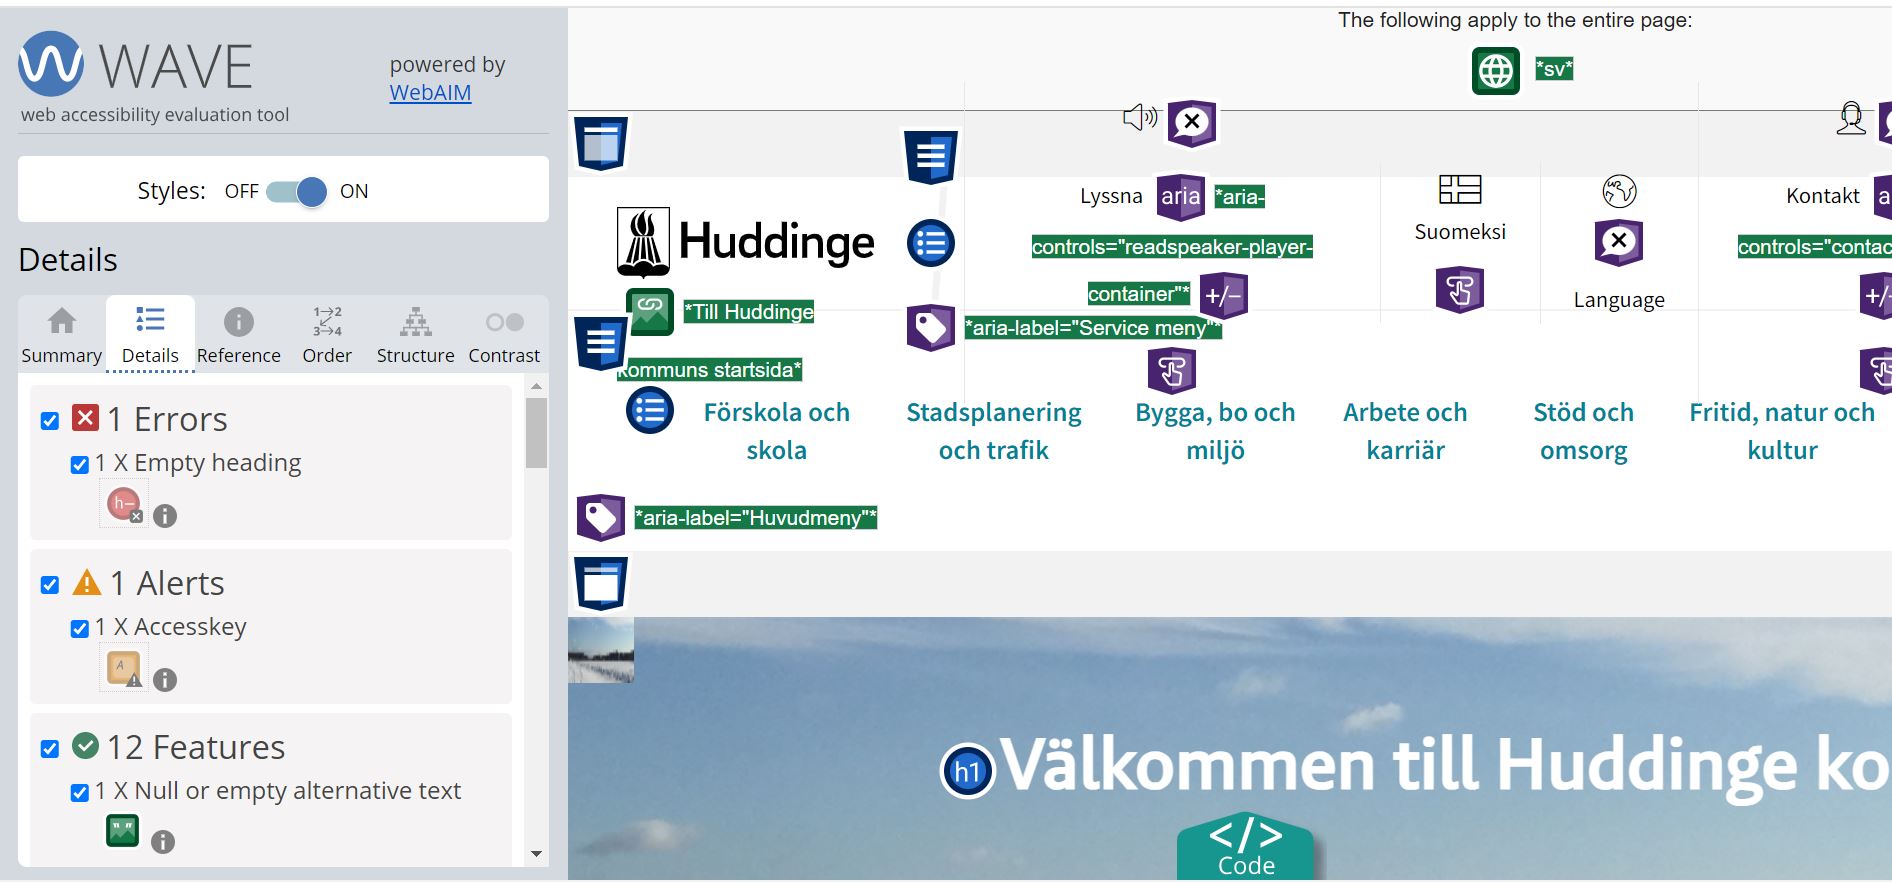 WAVE
powered by
WebAIM
web accessibility evaluation tool
Styles: OFF ON
Details
Summary Details Reference Order Structure Contrast
1 Errors
1 X Empty heading
h-
1 Alerts
1 X Accesskey
A
12 Features
1 X Null or empty alternative text
The following apply to the entire page:
*sv*
Huddinge
*Till Huddinge
kommuns startsida*
Lyssna aria *aria-
controls="readspeaker-player-
container"* +/−
*aria-label="Service meny"*
Suomeksi
Language
Kontakt a
controls="contac
+/
Förskola och
skola
Stadsplanering
och trafik
Bygga, bo och
miljö
Arbete och
karriär
Stöd och
omsorg
Fritid, natur och
kultur
*aria-label="Huvudmeny"*
h1 Välkommen till Huddinge ko
</> Code